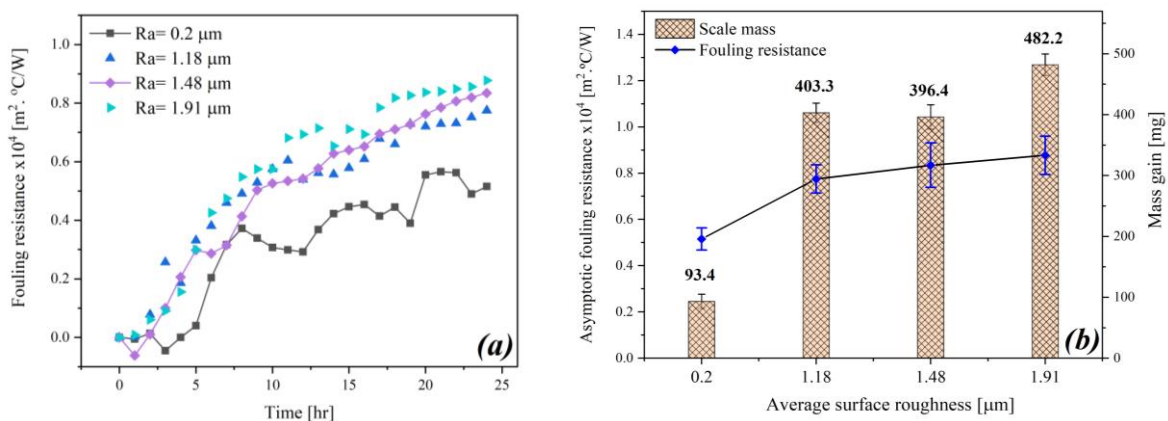 Fouling resistance x10⁴ [m². ºC/W]
1.0
0.8
0.6
0.4
0.2
0.0
Ra= 0.2 μm
Ra= 1.18 μm
Ra= 1.48 μm
Ra= 1.91 μm
(a)
0
5
10
15
20
25
Time [hr]
Asymptotic fouling resistance x10⁴ [m². ºC/W]
1.4
1.2
1.0
0.8
0.6
0.4
0.2
0.0
Scale mass
Fouling resistance
93.4
403.3
396.4
482.2
500
400
300
200
100
0
Mass gain [mg]
(b)
0.2
1.18
1.48
1.91
Average surface roughness [μm]